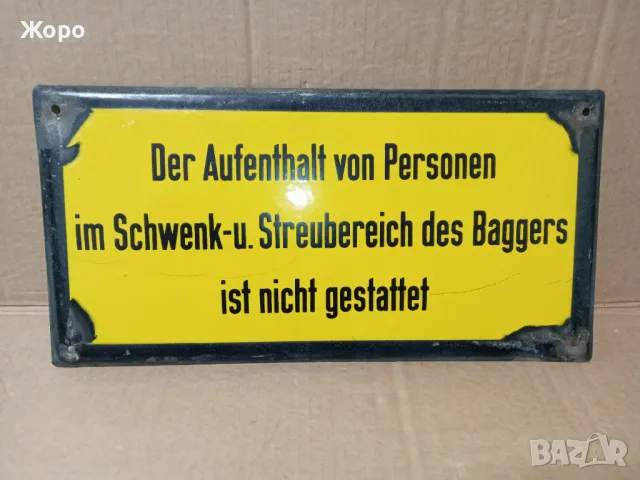 Жоро
Der Aufenthalt von Personen
im Schwenk-u. Streubereich des Baggers
ist nicht gestattet
BAZAR